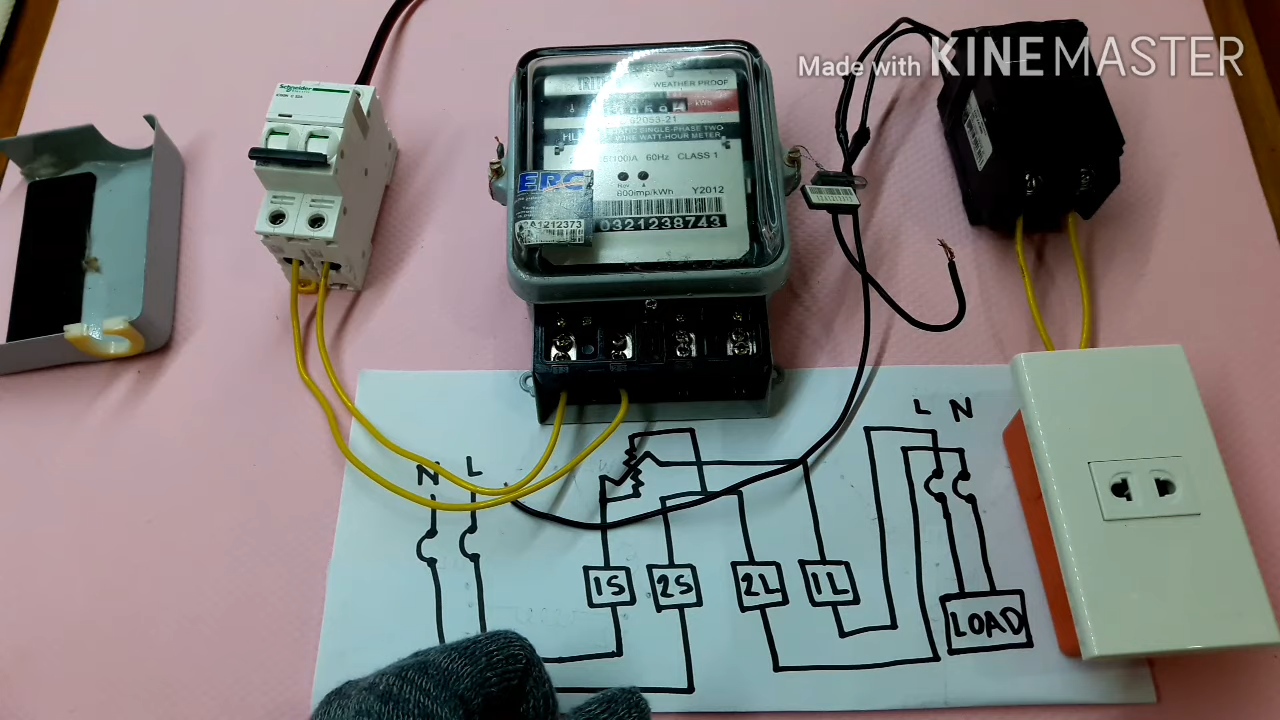 Made with KINEMASTER
Schneider
WEATHER PROOF
kWh
SINGLE-PHASE TWO
WIRE WATT-HOUR METER
60Hz CLASS 1
Rev
800imp/kWh
Y2012
ERC
0321238743
L N
N L
1S 2S 2L 1L
LOAD